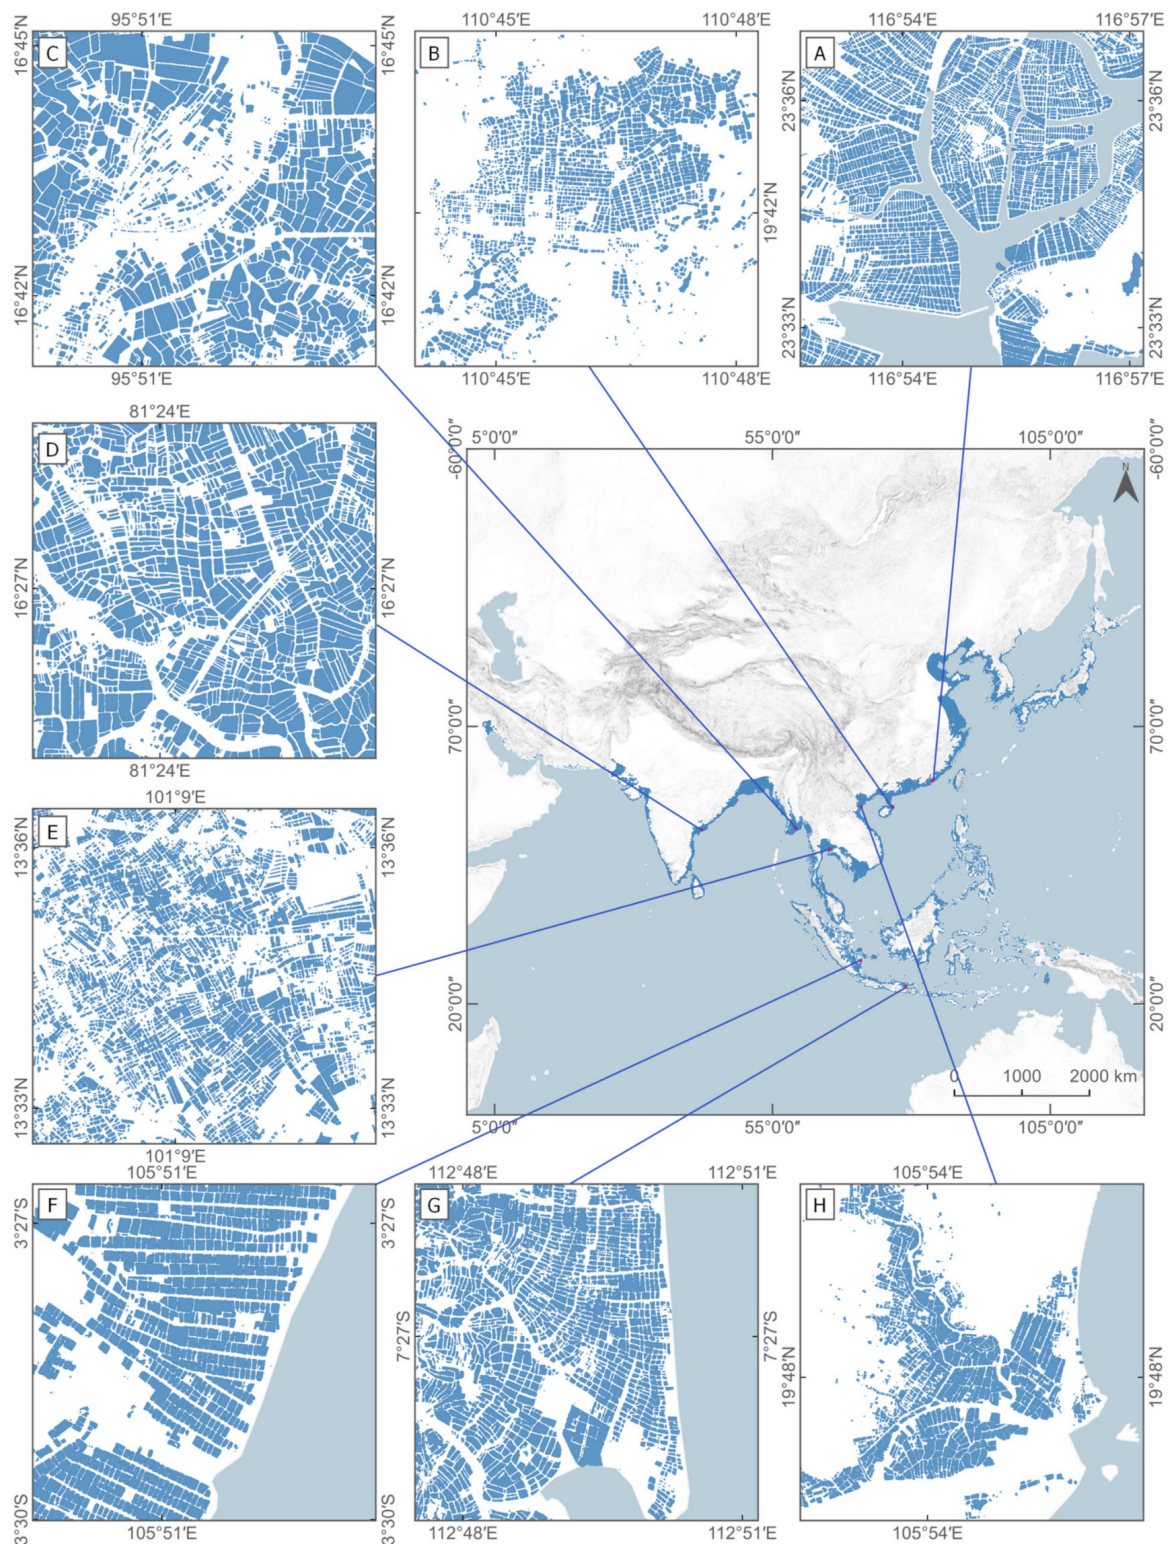 95°51′E
110°45′E
110°48′E
116°54′E
116°57′E
C
16°45′N
16°45′N
16°42′N
16°42′N
95°51′E
B
19°42′N
110°45′E
110°48′E
A
23°36′N
23°33′N
116°54′E
116°57′E
81°24′E
D
16°27′N
16°27′N
81°24′E
5°0′0″
55°0′0″
105°0′0″
-60°0′0″
-60°0′0″
N
70°0′0″
70°0′0″
20°0′0″
20°0′0″
0 1000 2000 km
5°0′0″
55°0′0″
105°0′0″
101°9′E
E
13°36′N
13°36′N
13°33′N
13°33′N
101°9′E
105°51′E
F
3°27′S
3°27′S
3°30′S
3°30′S
105°51′E
112°48′E
112°51′E
G
7°27′S
7°27′S
112°48′E
112°51′E
105°54′E
H
19°48′N
19°48′N
105°54′E